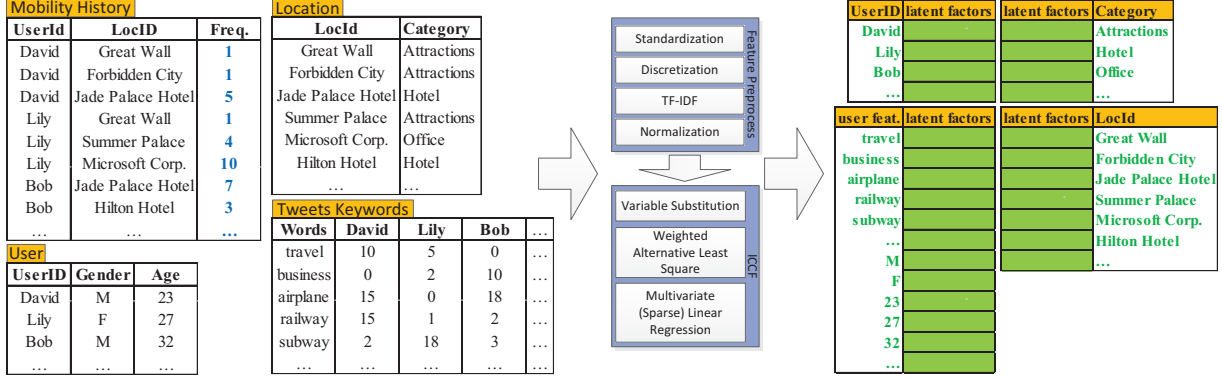 Mobility History
UserId LocID Freq.
David Great Wall 1
David Forbidden City 1
David Jade Palace Hotel 5
Lily Great Wall 1
Lily Summer Palace 4
Lily Microsoft Corp. 10
Bob Jade Palace Hotel 7
Bob Hilton Hotel 3
… … …
User
UserID Gender Age
David M 23
Lily F 27
Bob M 32
… … …
Location
LocId Category
Great Wall Attractions
Forbidden City Attractions
Jade Palace Hotel Hotel
Summer Palace Attractions
Microsoft Corp. Office
Hilton Hotel Hotel
… …
Tweets Keywords
Words David Lily Bob …
travel 10 5 0 …
business 0 2 10 …
airplane 15 0 18 …
railway 15 1 2 …
subway 2 18 3 …
… … … … …
Feature Preprocess
Standardization
Discretization
TF-IDF
Normalization
ICCF
Variable Substitution
Weighted
Alternative Least
Square
Multivariate
(Sparse) Linear
Regression
UserID latent factors
David
Lily
Bob
…
latent factors Category
Attractions
Hotel
Office
…
user feat. latent factors
travel
business
airplane
railway
subway
…
M
F
23
27
32
…
latent factors LocId
Great Wall
Forbidden City
Jade Palace Hotel
Summer Palace
Microsoft Corp.
Hilton Hotel
…